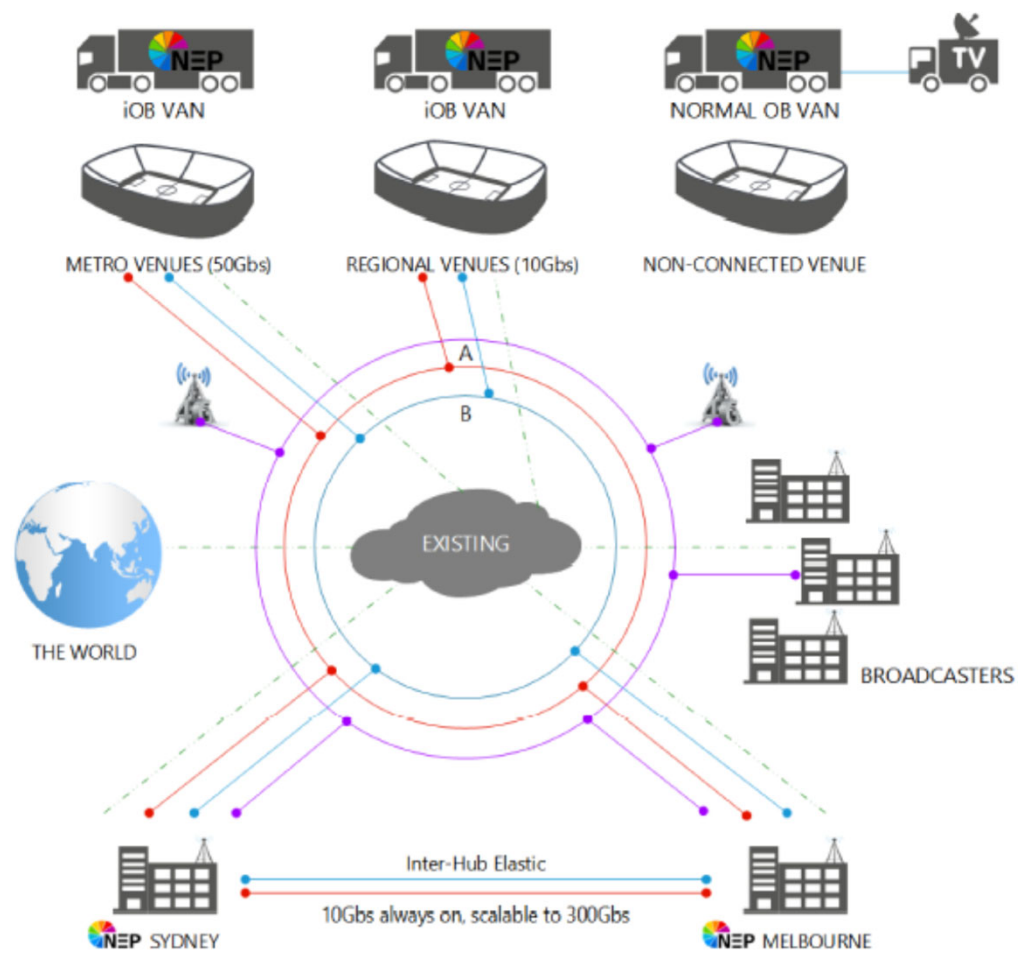 NEP
NEP
NEP
TV
iOB VAN
iOB VAN
NORMAL OB VAN
METRO VENUES (50Gbs)
REGIONAL VENUES (10Gbs)
NON-CONNECTED VENUE
A
B
EXISTING
THE WORLD
BROADCASTERS
Inter-Hub Elastic
10Gbs always on, scalable to 300Gbs
NEP SYDNEY
NEP MELBOURNE